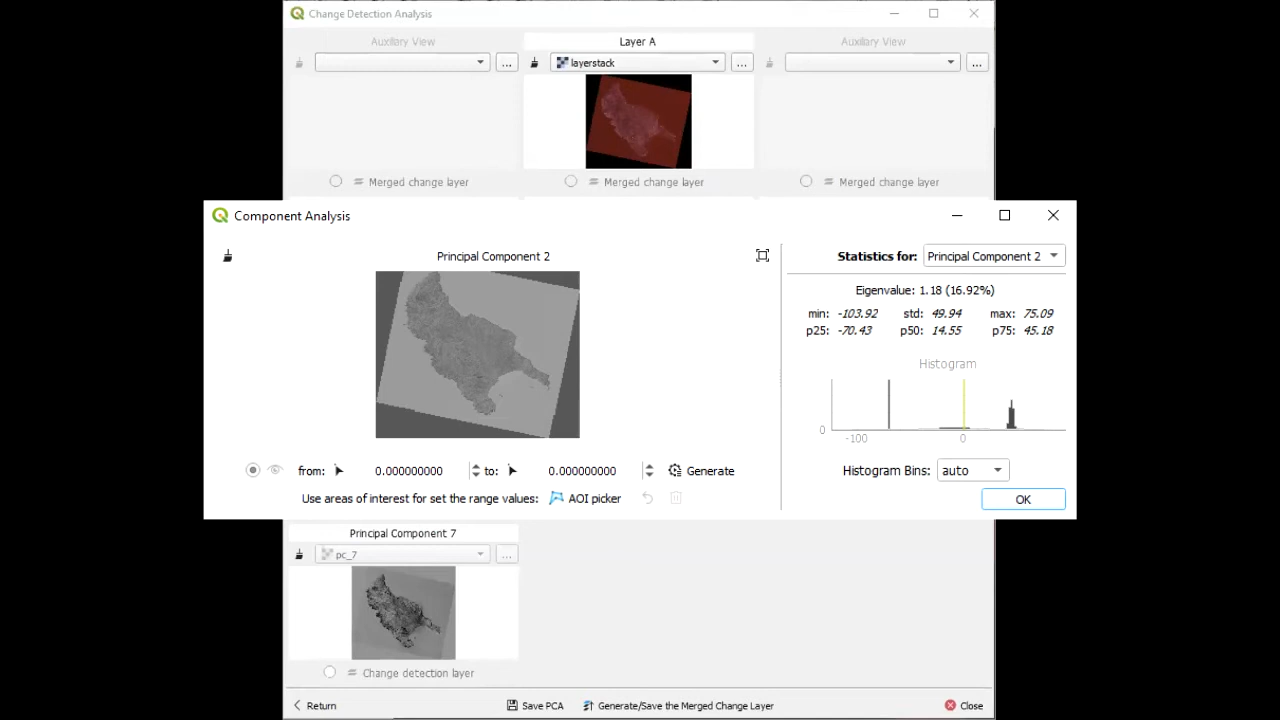 Change Detection Analysis
Auxiliary View
Layer A
Auxiliary View
...
layerstack
...
...
Merged change layer
Merged change layer
Merged change layer
Component Analysis
Principal Component 2
Statistics for:
Principal Component 2
Eigenvalue: 1.18 (16.92%)
min: -103.92 std: 49.94 max: 75.09
p25: -70.43 p50: 14.55 p75: 45.18
Histogram
0
-100 0
from: 0.000000000 to: 0.000000000 Generate
Histogram Bins: auto
Use areas of interest for set the range values: AOI picker
OK
Principal Component 7
pc_7
...
Change detection layer
Return
Save PCA
Generate/Save the Merged Change Layer
Close